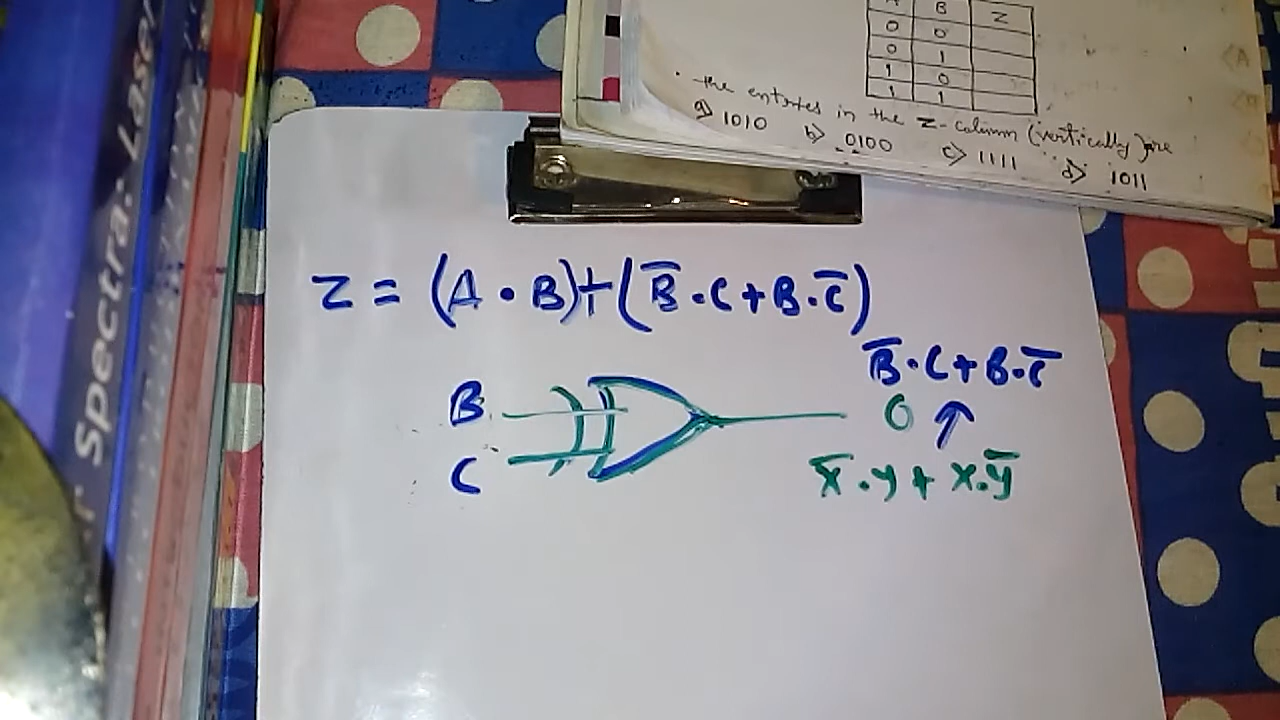 Spectra: Laser
A B Z
0 0
0 1
1 0
1 1
the entries in the Z-column (vertically) are
a) 1010 b) 0100 c) 1111 d) 1011
Z = (A · B) + (B̅ · C + B · C̅)
B̅ · C + B · C̅
B
0
C
x̅ · y + x · y̅